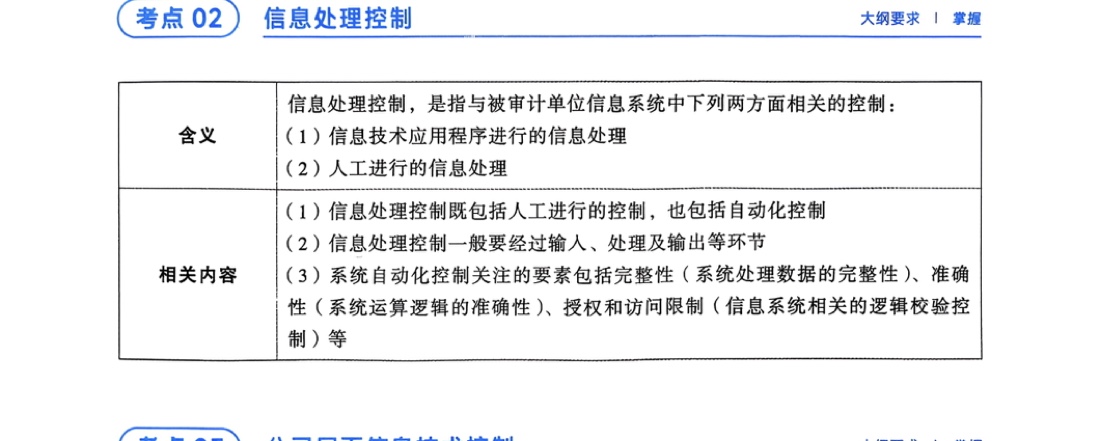 考点 02 信息处理控制 大纲要求 | 掌握
含义
信息处理控制，是指与被审计单位信息系统中下列两方面相关的控制：
（1）信息技术应用程序进行的信息处理
（2）人工进行的信息处理
相关内容
（1）信息处理控制既包括人工进行的控制，也包括自动化控制
（2）信息处理控制一般要经过输人、处理及输出等环节
（3）系统自动化控制关注的要素包括完整性（系统处理数据的完整性）、准确
性（系统运算逻辑的准确性）、授权和访问限制（信息系统相关的逻辑校验控
制）等